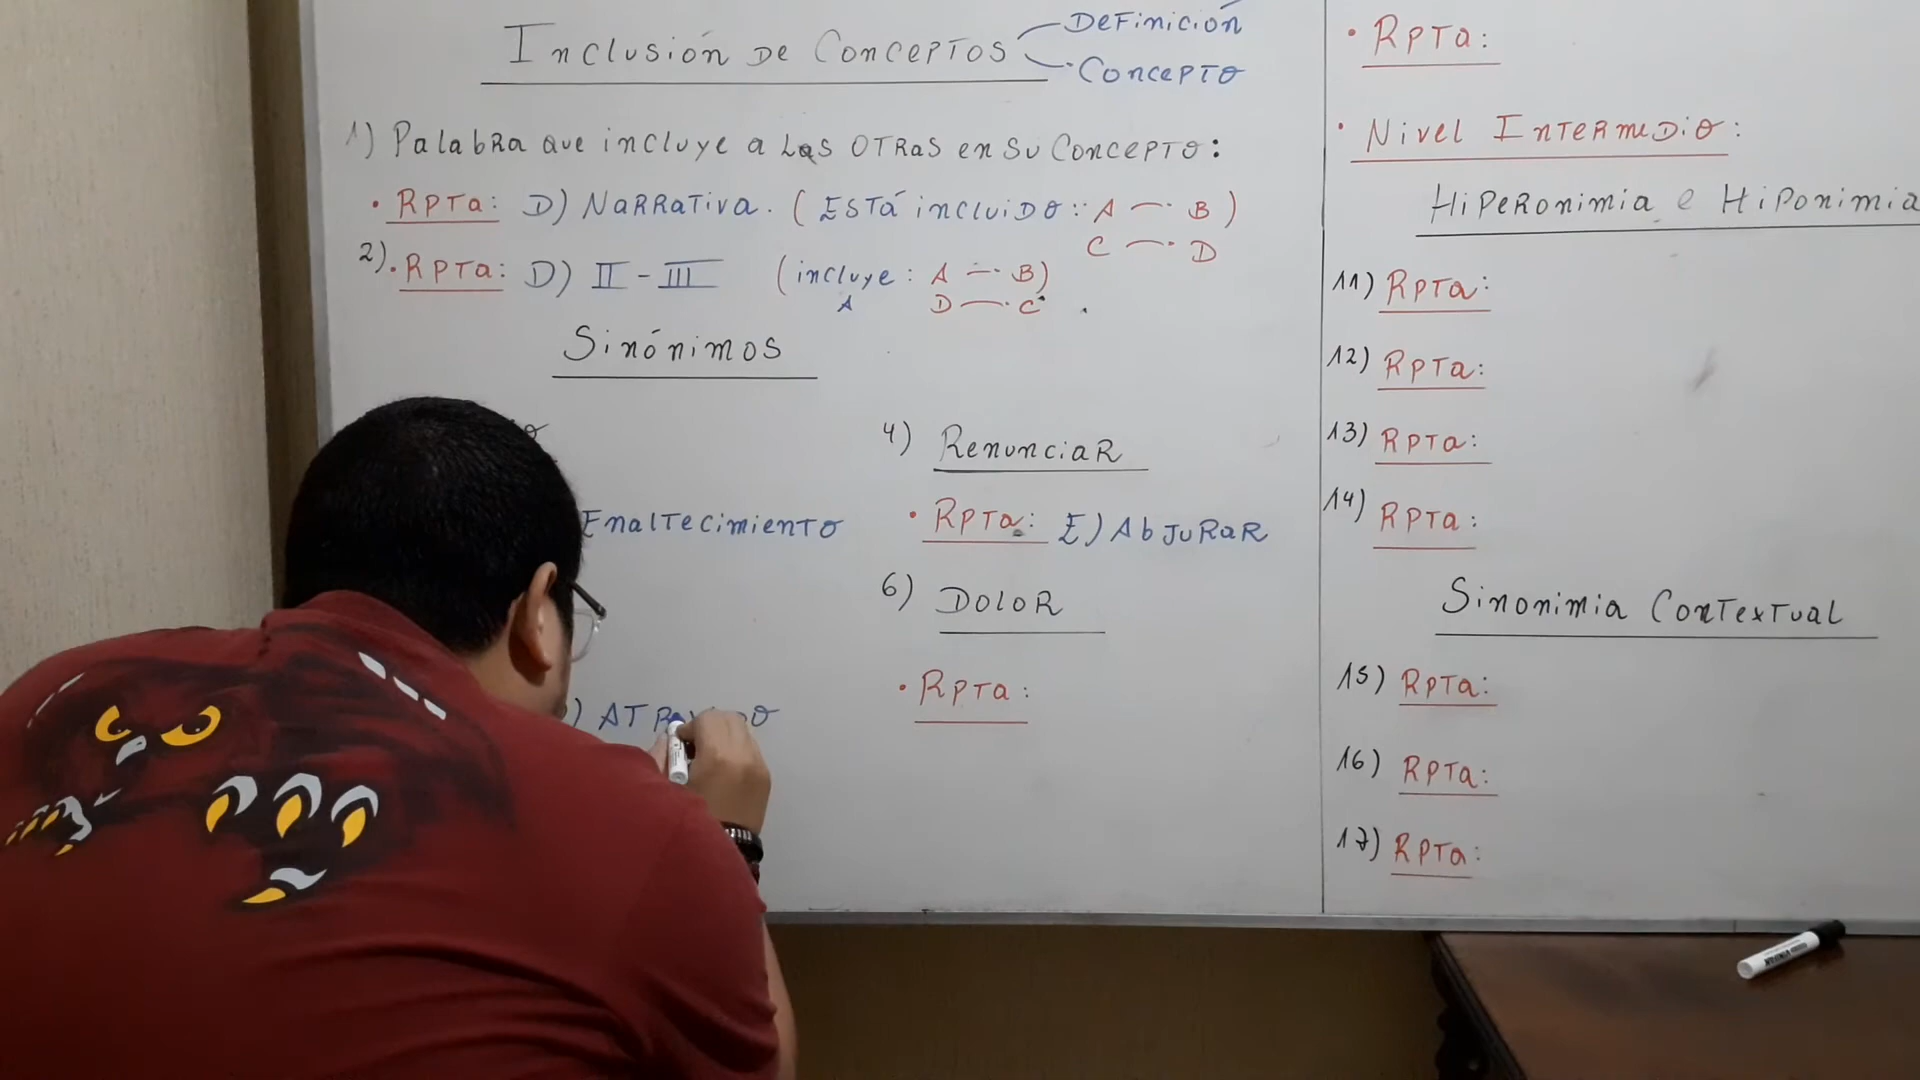 Inclusión de Conceptos
Definición
Concepto
1) Palabra que incluye a las otras en su concepto:
• Rpta: D) Narrativa. (Está incluido: A — B)
C — D
2). Rpta: D) II - III (incluye: A — B)
A D — C
Sinónimos
4) Renunciar
Enaltecimiento
• Rpta: E) Abjurar
6) Dolor
) Atrevido
• Rpta:
• Rpta:
• Nivel Intermedio:
Hiperonimia e Hiponimia
11) Rpta:
12) Rpta:
13) Rpta:
14) Rpta:
Sinonimia Contextual
15) Rpta:
16) Rpta:
17) Rpta: